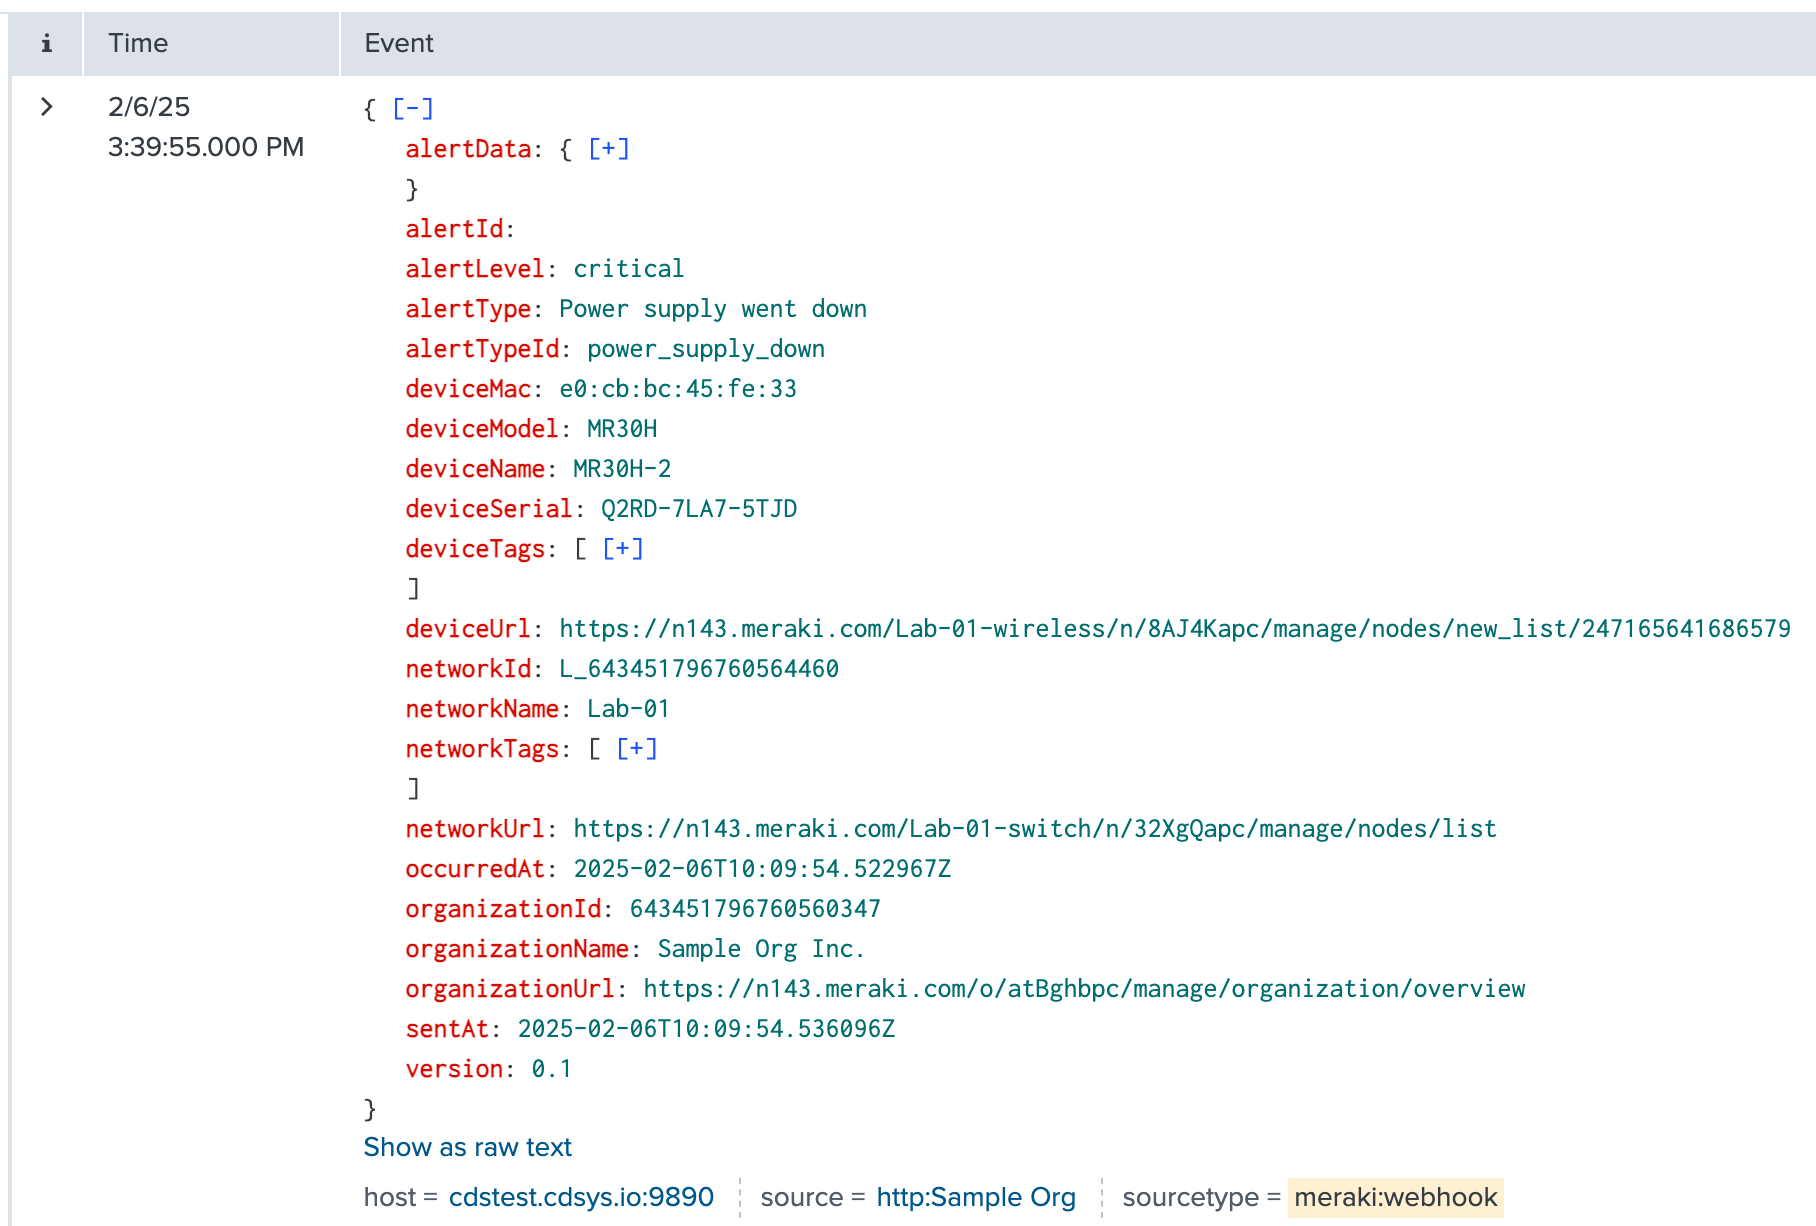 i Time Event
2/6/25 { [-]
3:39:55.000 PM alertData: { [+]
}
alertId:
alertLevel: critical
alertType: Power supply went down
alertTypeId: power_supply_down
deviceMac: e0:cb:bc:45:fe:33
deviceModel: MR30H
deviceName: MR30H-2
deviceSerial: Q2RD-7LA7-5TJD
deviceTags: [ [+]
]
deviceUrl: https://n143.meraki.com/Lab-01-wireless/n/8AJ4Kapc/manage/nodes/new_list/247165641686579
networkId: L_643451796760564460
networkName: Lab-01
networkTags: [ [+]
]
networkUrl: https://n143.meraki.com/Lab-01-switch/n/32XgQapc/manage/nodes/list
occurredAt: 2025-02-06T10:09:54.522967Z
organizationId: 643451796760560347
organizationName: Sample Org Inc.
organizationUrl: https://n143.meraki.com/o/atBghbpc/manage/organization/overview
sentAt: 2025-02-06T10:09:54.536096Z
version: 0.1
}
Show as raw text
host = cdstest.cdsys.io:9890 source = http:Sample Org sourcetype = meraki:webhook